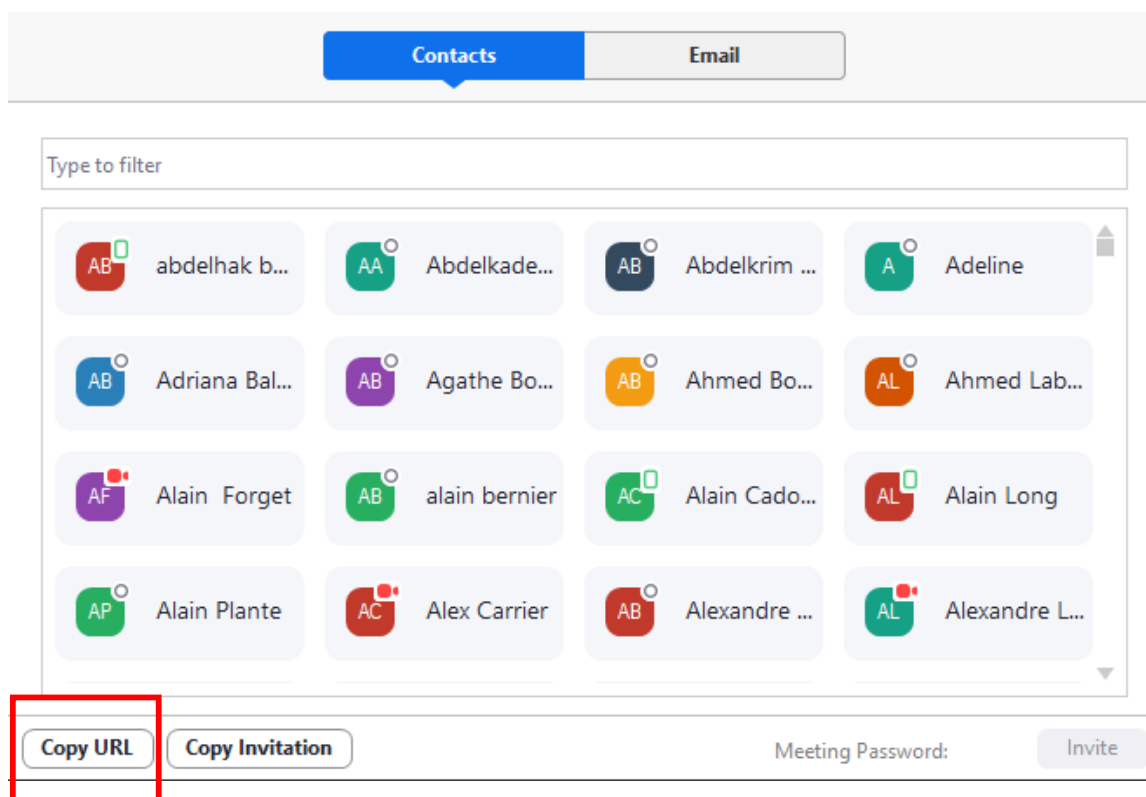 Contacts Email
Type to filter
AB abdelhak b... AA Abdelkade... AB Abdelkrim ... A Adeline
AB Adriana Bal... AB Agathe Bo... AB Ahmed Bo... AL Ahmed Lab...
AF Alain Forget AB alain bernier AC Alain Cado... AL Alain Long
AP Alain Plante AC Alex Carrier AB Alexandre ... AL Alexandre L...
Copy URL Copy Invitation Meeting Password: Invite